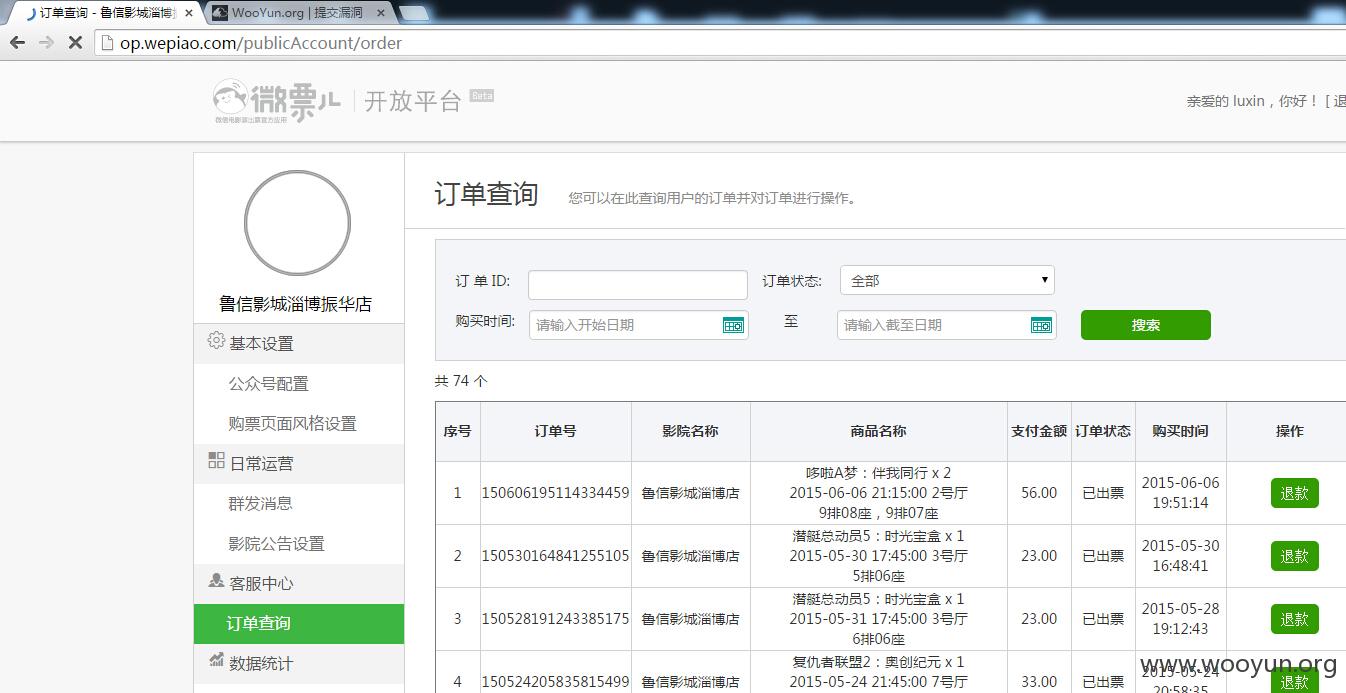 订单查询 - 鲁信影城淄博
WooYun.org | 提交漏洞
op.wepiao.com/publicAccount/order
微票儿
开放平台
Beta
亲爱的 luxin，你好！ [ 退
订单查询
您可以在此查询用户的订单并对订单进行操作。
鲁信影城淄博振华店
基本设置
公众号配置
购票页面风格设置
日常运营
群发消息
影院公告设置
客服中心
订单查询
数据统计
订 单 ID:
订单状态:
全部
购买时间:
请输入开始日期
至
请输入截至日期
搜索
共 74 个
序号 订单号 影院名称 商品名称 支付金额 订单状态 购买时间 操作
哆啦A梦：伴我同行 x 2
1 150606195114334459 鲁信影城淄博店 2015-06-06 21:15:00 2号厅 56.00 已出票 2015-06-06 19:51:14 退款
9排08座，9排07座
潜艇总动员5：时光宝盒 x 1
2 150530164841255105 鲁信影城淄博店 2015-05-30 17:45:00 3号厅 23.00 已出票 2015-05-30 16:48:41 退款
5排06座
潜艇总动员5：时光宝盒 x 1
3 150528191243385175 鲁信影城淄博店 2015-05-31 17:45:00 3号厅 23.00 已出票 2015-05-28 19:12:43 退款
6排06座
复仇者联盟2：奥创纪元 x 1
4 150524205835815499 鲁信影城淄博店 2015-05-24 21:45:00 7号厅 33.00 已出票 2015-05-24 20:58:35 退款
www.wooyun.org